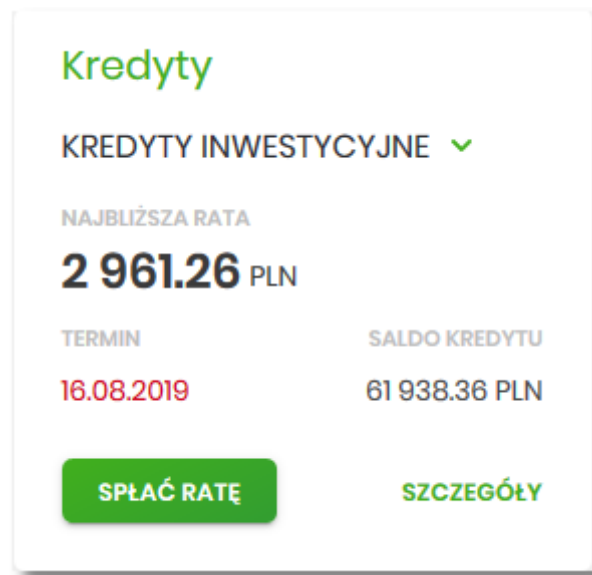 Kredyty
KREDYTY INWESTYCYJNE
NAJBLIŻSZA RATA
2 961.26 PLN
TERMIN SALDO KREDYTU
16.08.2019 61 938.36 PLN
SPŁAĆ RATĘ SZCZEGÓŁY